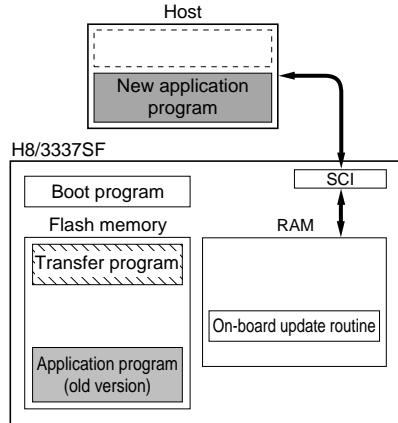 Host
New application
program
H8/3337SF
SCI
Boot program
Flash memory
RAM
Transfer program
On-board update routine
Application program
(old version)